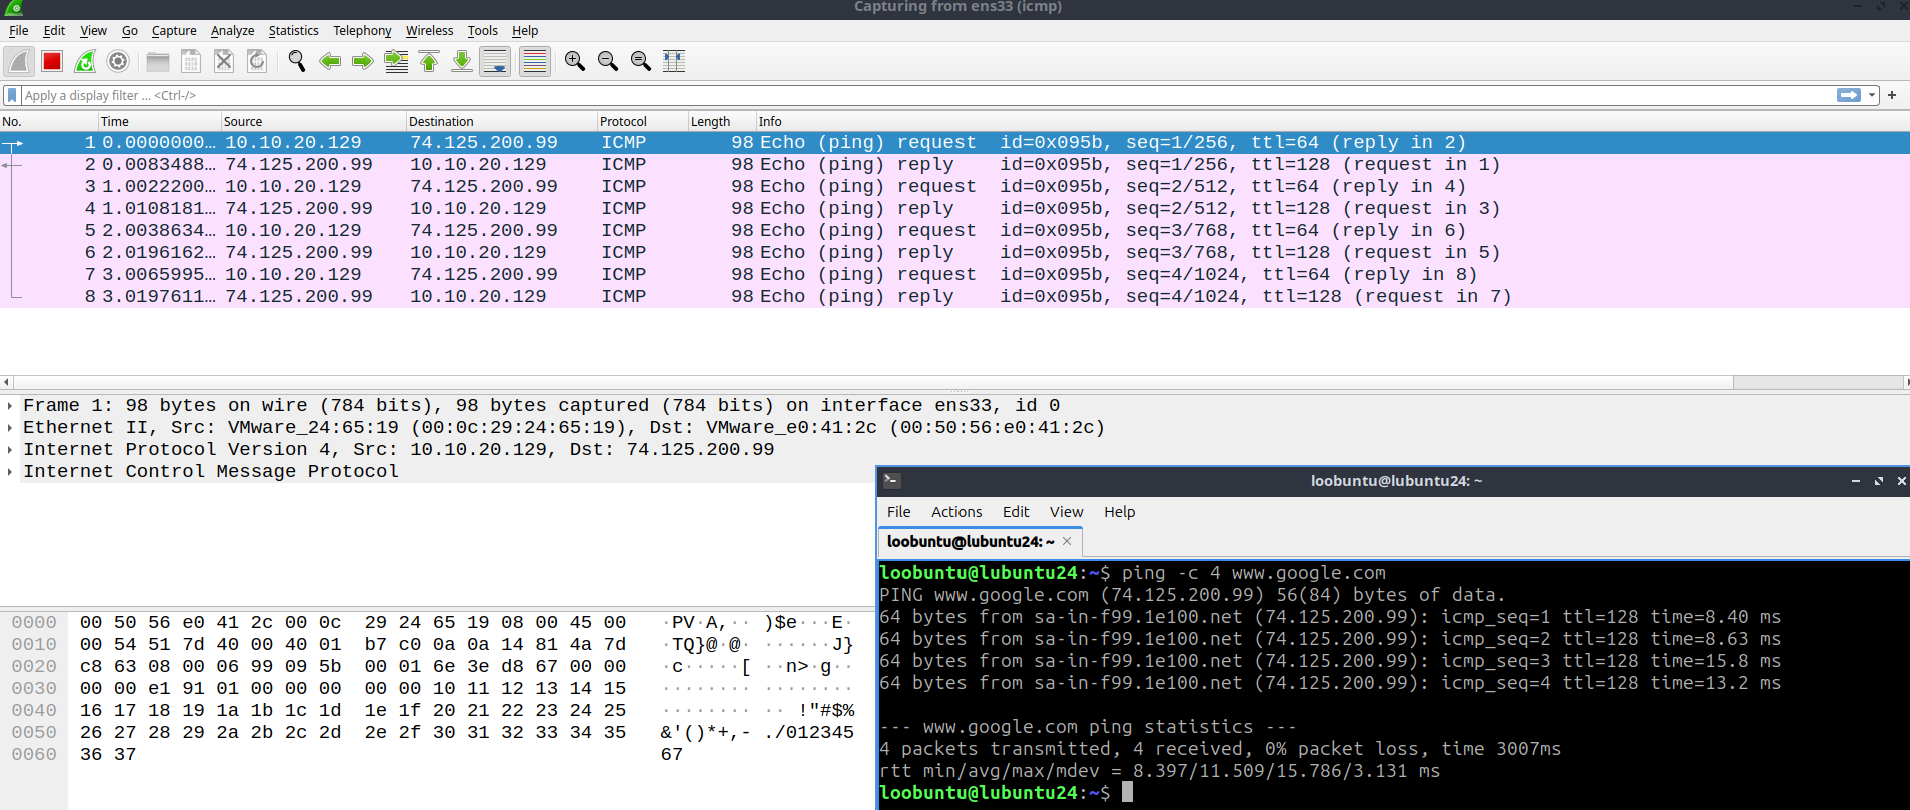 Capturing from ens33 (icmp)
File Edit View Go Capture Analyze Statistics Telephony Wireless Tools Help
Apply a display filter ... <Ctrl-/>
No. Time Source Destination Protocol Length Info
1 0.0000000… 10.10.20.129 74.125.200.99 ICMP 98 Echo (ping) request id=0x095b, seq=1/256, ttl=64 (reply in 2)
2 0.0083488… 74.125.200.99 10.10.20.129 ICMP 98 Echo (ping) reply id=0x095b, seq=1/256, ttl=128 (request in 1)
3 1.0022200… 10.10.20.129 74.125.200.99 ICMP 98 Echo (ping) request id=0x095b, seq=2/512, ttl=64 (reply in 4)
4 1.0108181… 74.125.200.99 10.10.20.129 ICMP 98 Echo (ping) reply id=0x095b, seq=2/512, ttl=128 (request in 3)
5 2.0038634… 10.10.20.129 74.125.200.99 ICMP 98 Echo (ping) request id=0x095b, seq=3/768, ttl=64 (reply in 6)
6 2.0196162… 74.125.200.99 10.10.20.129 ICMP 98 Echo (ping) reply id=0x095b, seq=3/768, ttl=128 (request in 5)
7 3.0065995… 10.10.20.129 74.125.200.99 ICMP 98 Echo (ping) request id=0x095b, seq=4/1024, ttl=64 (reply in 8)
8 3.0197611… 74.125.200.99 10.10.20.129 ICMP 98 Echo (ping) reply id=0x095b, seq=4/1024, ttl=128 (request in 7)
Frame 1: 98 bytes on wire (784 bits), 98 bytes captured (784 bits) on interface ens33, id 0
Ethernet II, Src: VMware_24:65:19 (00:0c:29:24:65:19), Dst: VMware_e0:41:2c (00:50:56:e0:41:2c)
Internet Protocol Version 4, Src: 10.10.20.129, Dst: 74.125.200.99
Internet Control Message Protocol
0000 00 50 56 e0 41 2c 00 0c 29 24 65 19 08 00 45 00 ·PV·A,·· )$e···E·
0010 00 54 51 7d 40 00 40 01 b7 c0 0a 0a 14 81 4a 7d ·TQ}@·@· ······J}
0020 c8 63 08 00 06 99 09 5b 00 01 6e 3e d8 67 00 00 ·c·····[ ··n>·g··
0030 00 00 e1 91 01 00 00 00 00 00 10 11 12 13 14 15 ········ ········
0040 16 17 18 19 1a 1b 1c 1d 1e 1f 20 21 22 23 24 25 ········ ·· !"#$%
0050 26 27 28 29 2a 2b 2c 2d 2e 2f 30 31 32 33 34 35 &'()*+,- ./012345
0060 36 37 67
loobuntu@lubuntu24: ~
File Actions Edit View Help
loobuntu@lubuntu24: ~ ×
loobuntu@lubuntu24:~$ ping -c 4 www.google.com
PING www.google.com (74.125.200.99) 56(84) bytes of data.
64 bytes from sa-in-f99.1e100.net (74.125.200.99): icmp_seq=1 ttl=128 time=8.40 ms
64 bytes from sa-in-f99.1e100.net (74.125.200.99): icmp_seq=2 ttl=128 time=8.63 ms
64 bytes from sa-in-f99.1e100.net (74.125.200.99): icmp_seq=3 ttl=128 time=15.8 ms
64 bytes from sa-in-f99.1e100.net (74.125.200.99): icmp_seq=4 ttl=128 time=13.2 ms
--- www.google.com ping statistics ---
4 packets transmitted, 4 received, 0% packet loss, time 3007ms
rtt min/avg/max/mdev = 8.397/11.509/15.786/3.131 ms
loobuntu@lubuntu24:~$